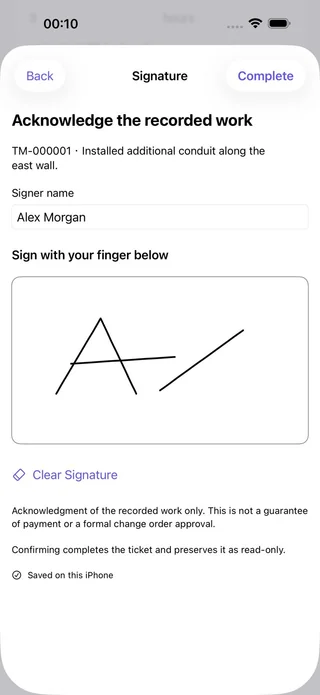 00:10
Back
Signature
Complete
Acknowledge the recorded work
TM-000001 · Installed additional conduit along the
east wall.
Signer name
Alex Morgan
Sign with your finger below
Clear Signature
Acknowledgment of the recorded work only. This is not a guarantee
of payment or a formal change order approval.
Confirming completes the ticket and preserves it as read-only.
Saved on this iPhone